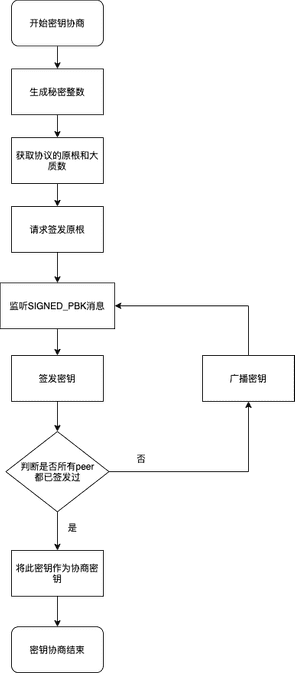 开始密钥协商
生成秘密整数
获取协议的原根和大
质数
请求签发原根
监听SIGNED_PBK消息
签发密钥
广播密钥
判断是否所有peer
都已签发过
否
是
将此密钥作为协商密
钥
密钥协商结束